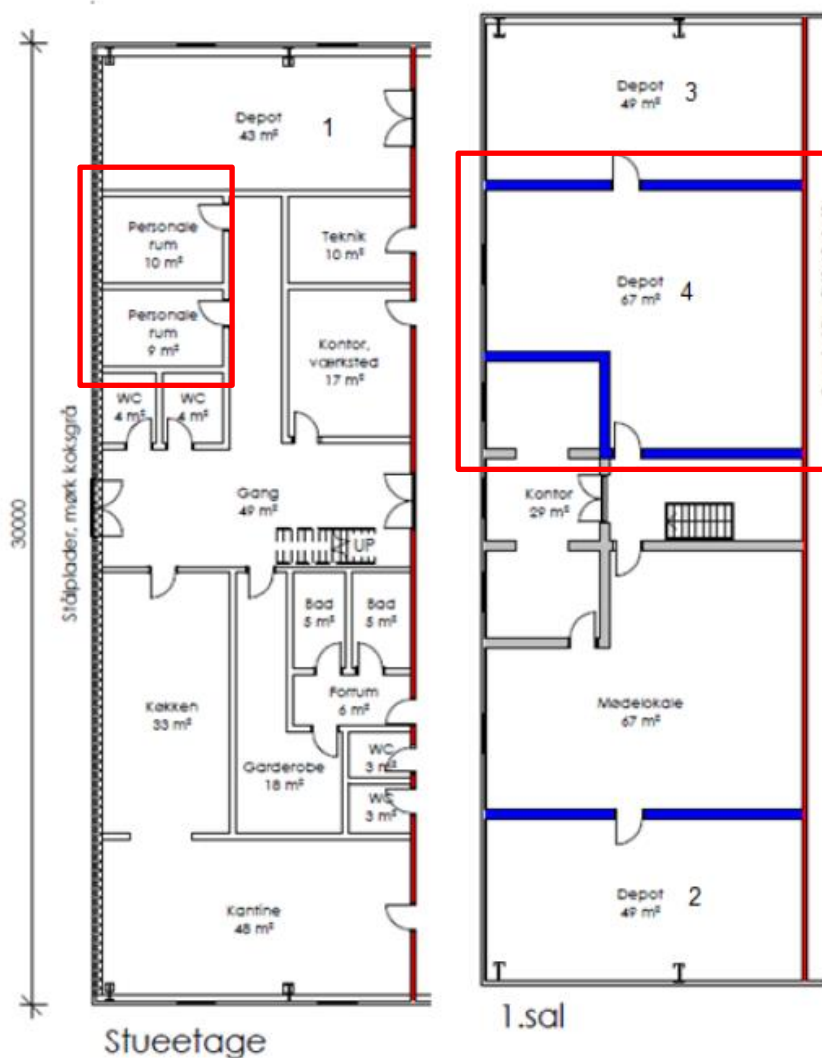 Depot
43 m²
1
Personale
rum
10 m²
Teknik
10 m²
Personale
rum
9 m²
Kontor,
værksted
17 m²
WC
4 m²
WC
4 m²
Gang
49 m²
UP
Stålplader, mørk koksgrå
30000
Bad
5 m²
Bad
5 m²
Forrum
6 m²
Køkken
33 m²
Garderobe
18 m²
WC
3 m²
WC
3 m²
Kantine
48 m²
Stueetage
Depot
49 m²
3
Depot
67 m²
4
Kontor
29 m²
Mødelokale
67 m²
Depot
49 m²
2
1.sal